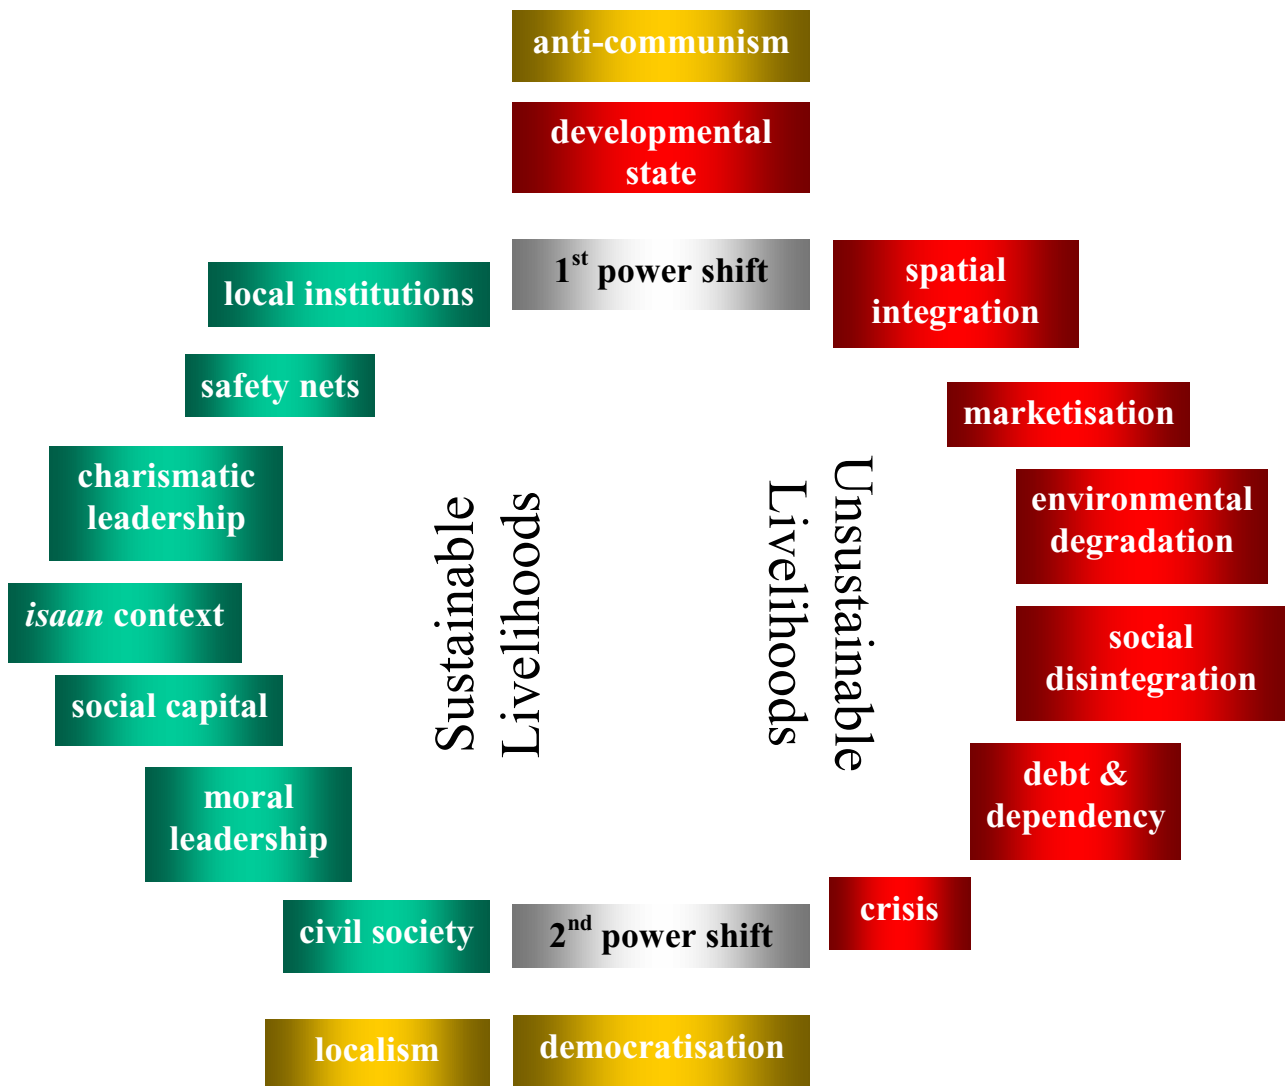 anti-communism
developmental
state
1st power shift
spatial
integration
local institutions
safety nets
marketisation
charismatic
leadership
environmental
degradation
isaan context
social capital
Sustainable
Livelihoods
Unsustainable
Livelihoods
social
disintegration
moral
leadership
debt &
dependency
civil society
2nd power shift
crisis
localism
democratisation